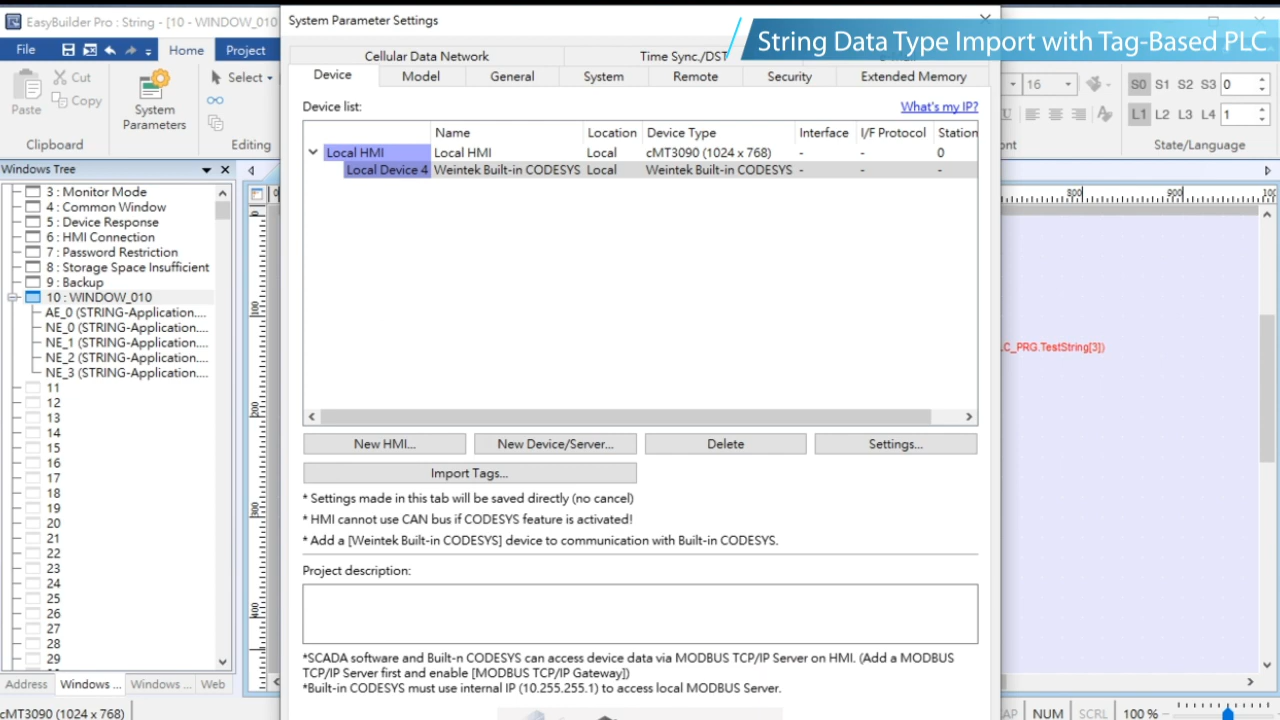 EasyBuilder Pro : String - [10 - WINDOW_010
System Parameter Settings
String Data Type Import with Tag-Based PLC
File
Home
Project
Cellular Data Network
Time Sync./DST
Device
Model
General
System
Remote
Security
Extended Memory
Paste
Cut
Copy
System
Parameters
Select
Clipboard
Editing
16
S0 S1 S2 S3 0
L1 L2 L3 L4 1
State/Language
Device list:
What's my IP?
Name Location Device Type Interface I/F Protocol Station
Local HMI Local HMI Local cMT3090 (1024 x 768) - - 0
Local Device 4 Weintek Built-in CODESYS Local Weintek Built-in CODESYS - - -
Windows Tree
3 : Monitor Mode
4 : Common Window
5 : Device Response
6 : HMI Connection
7 : Password Restriction
8 : Storage Space Insufficient
9 : Backup
10 : WINDOW_010
AE_0 (STRING-Application....
NE_0 (STRING-Application....
NE_1 (STRING-Application....
NE_2 (STRING-Application....
NE_3 (STRING-Application....
11
12
13
14
15
16
17
18
19
20
21
22
23
24
25
26
27
28
29
0
100
200
300
400
800
900
100
C_PRG.TestString[3])
New HMI...
New Device/Server...
Delete
Settings...
Import Tags...
* Settings made in this tab will be saved directly (no cancel)
* HMI cannot use CAN bus if CODESYS feature is activated!
* Add a [Weintek Built-in CODESYS] device to communication with Built-in CODESYS.
Project description:
*SCADA software and Built-n CODESYS can access device data via MODBUS TCP/IP Server on HMI. (Add a MODBUS
TCP/IP Server first and enable [MODBUS TCP/IP Gateway])
*Built-in CODESYS must use internal IP (10.255.255.1) to access local MODBUS Server.
Address
Windows ...
Windows ...
Web
cMT3090 (1024 x 768)
AP
NUM
SCRL
100 %